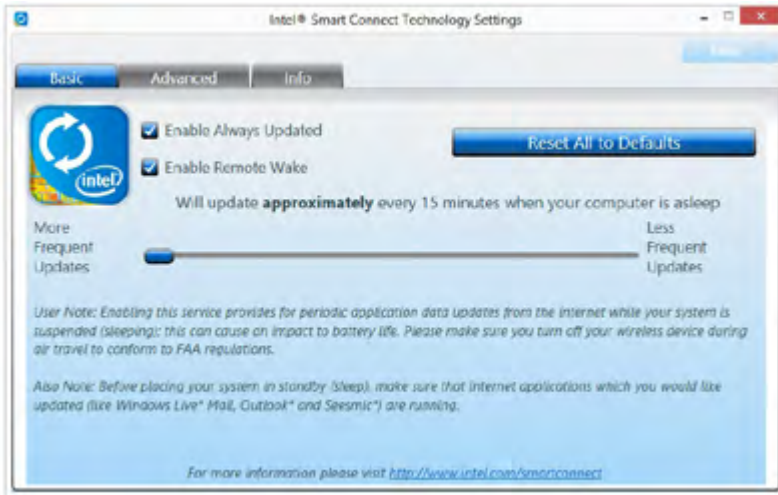 Intel® Smart Connect Technology Settings
Basic Advanced Info
intel
Enable Always Updated
Reset All to Defaults
Enable Remote Wake
Will update approximately every 15 minutes when your computer is asleep
More
Frequent
Updates
Less
Frequent
Updates
User Note: Enabling this service provides for periodic application data updates from the internet while your system is
suspended (sleeping); this can cause an impact to battery life. Please make sure you turn off your wireless device during
air travel to conform to FAA regulations.
Also Note: Before placing your system in standby (sleep), make sure that internet applications which you would like
updated (like Windows Live* Mail, Outlook* and Seesmic*) are running.
For more information please visit http://www.intel.com/smartconnect